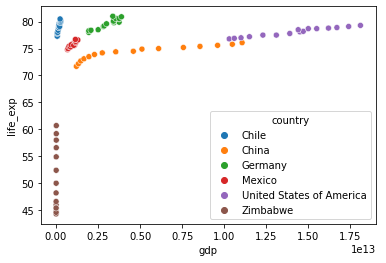 80
75
70
65
60
55
50
45
life_exp
0.00
0.25
0.50
0.75
1.00
1.25
1.50
1.75
1e13
gdp
country
Chile
China
Germany
Mexico
United States of America
Zimbabwe